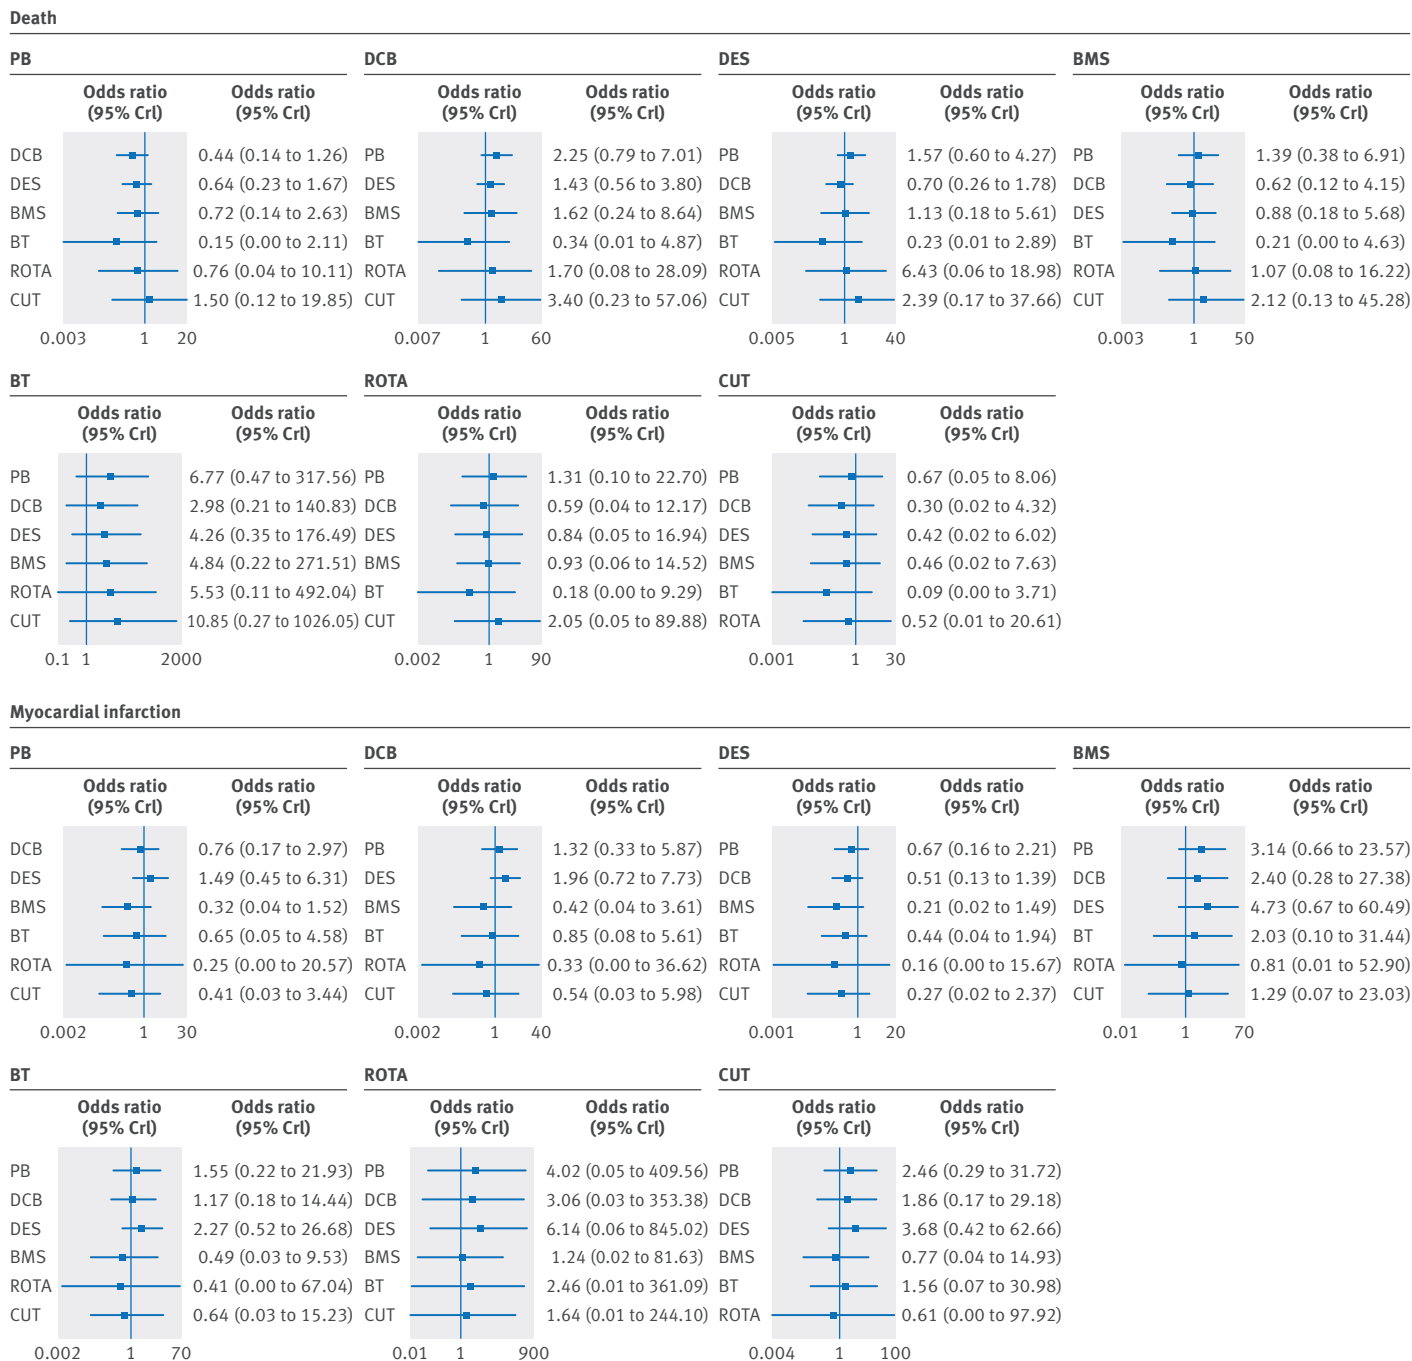 Death
PB
Odds ratio (95% CrI) Odds ratio (95% CrI)
DCB 0.44 (0.14 to 1.26)
DES 0.64 (0.23 to 1.67)
BMS 0.72 (0.14 to 2.63)
BT 0.15 (0.00 to 2.11)
ROTA 0.76 (0.04 to 10.11)
CUT 1.50 (0.12 to 19.85)
0.003 1 20
DCB
Odds ratio (95% CrI) Odds ratio (95% CrI)
PB 2.25 (0.79 to 7.01)
DES 1.43 (0.56 to 3.80)
BMS 1.62 (0.24 to 8.64)
BT 0.34 (0.01 to 4.87)
ROTA 1.70 (0.08 to 28.09)
CUT 3.40 (0.23 to 57.06)
0.007 1 60
DES
Odds ratio (95% CrI) Odds ratio (95% CrI)
PB 1.57 (0.60 to 4.27)
DCB 0.70 (0.26 to 1.78)
BMS 1.13 (0.18 to 5.61)
BT 0.23 (0.01 to 2.89)
ROTA 6.43 (0.06 to 18.98)
CUT 2.39 (0.17 to 37.66)
0.005 1 40
BMS
Odds ratio (95% CrI) Odds ratio (95% CrI)
PB 1.39 (0.38 to 6.91)
DCB 0.62 (0.12 to 4.15)
DES 0.88 (0.18 to 5.68)
BT 0.21 (0.00 to 4.63)
ROTA 1.07 (0.08 to 16.22)
CUT 2.12 (0.13 to 45.28)
0.003 1 50
BT
Odds ratio (95% CrI) Odds ratio (95% CrI)
PB 6.77 (0.47 to 317.56)
DCB 2.98 (0.21 to 140.83)
DES 4.26 (0.35 to 176.49)
BMS 4.84 (0.22 to 271.51)
ROTA 5.53 (0.11 to 492.04)
CUT 10.85 (0.27 to 1026.05)
0.1 1 2000
ROTA
Odds ratio (95% CrI) Odds ratio (95% CrI)
PB 1.31 (0.10 to 22.70)
DCB 0.59 (0.04 to 12.17)
DES 0.84 (0.05 to 16.94)
BMS 0.93 (0.06 to 14.52)
BT 0.18 (0.00 to 9.29)
CUT 2.05 (0.05 to 89.88)
0.002 1 90
CUT
Odds ratio (95% CrI) Odds ratio (95% CrI)
PB 0.67 (0.05 to 8.06)
DCB 0.30 (0.02 to 4.32)
DES 0.42 (0.02 to 6.02)
BMS 0.46 (0.02 to 7.63)
BT 0.09 (0.00 to 3.71)
ROTA 0.52 (0.01 to 20.61)
0.001 1 30
Myocardial infarction
PB
Odds ratio (95% CrI) Odds ratio (95% CrI)
DCB 0.76 (0.17 to 2.97)
DES 1.49 (0.45 to 6.31)
BMS 0.32 (0.04 to 1.52)
BT 0.65 (0.05 to 4.58)
ROTA 0.25 (0.00 to 20.57)
CUT 0.41 (0.03 to 3.44)
0.002 1 30
DCB
Odds ratio (95% CrI) Odds ratio (95% CrI)
PB 1.32 (0.33 to 5.87)
DES 1.96 (0.72 to 7.73)
BMS 0.42 (0.04 to 3.61)
BT 0.85 (0.08 to 5.61)
ROTA 0.33 (0.00 to 36.62)
CUT 0.54 (0.03 to 5.98)
0.002 1 40
DES
Odds ratio (95% CrI) Odds ratio (95% CrI)
PB 0.67 (0.16 to 2.21)
DCB 0.51 (0.13 to 1.39)
BMS 0.21 (0.02 to 1.49)
BT 0.44 (0.04 to 1.94)
ROTA 0.16 (0.00 to 15.67)
CUT 0.27 (0.02 to 2.37)
0.001 1 20
BMS
Odds ratio (95% CrI) Odds ratio (95% CrI)
PB 3.14 (0.66 to 23.57)
DCB 2.40 (0.28 to 27.38)
DES 4.73 (0.67 to 60.49)
BT 2.03 (0.10 to 31.44)
ROTA 0.81 (0.01 to 52.90)
CUT 1.29 (0.07 to 23.03)
0.01 1 70
BT
Odds ratio (95% CrI) Odds ratio (95% CrI)
PB 1.55 (0.22 to 21.93)
DCB 1.17 (0.18 to 14.44)
DES 2.27 (0.52 to 26.68)
BMS 0.49 (0.03 to 9.53)
ROTA 0.41 (0.00 to 67.04)
CUT 0.64 (0.03 to 15.23)
0.002 1 70
ROTA
Odds ratio (95% CrI) Odds ratio (95% CrI)
PB 4.02 (0.05 to 409.56)
DCB 3.06 (0.03 to 353.38)
DES 6.14 (0.06 to 845.02)
BMS 1.24 (0.02 to 81.63)
BT 2.46 (0.01 to 361.09)
CUT 1.64 (0.01 to 244.10)
0.01 1 900
CUT
Odds ratio (95% CrI) Odds ratio (95% CrI)
PB 2.46 (0.29 to 31.72)
DCB 1.86 (0.17 to 29.18)
DES 3.68 (0.42 to 62.66)
BMS 0.77 (0.04 to 14.93)
BT 1.56 (0.07 to 30.98)
ROTA 0.61 (0.00 to 97.92)
0.004 1 100